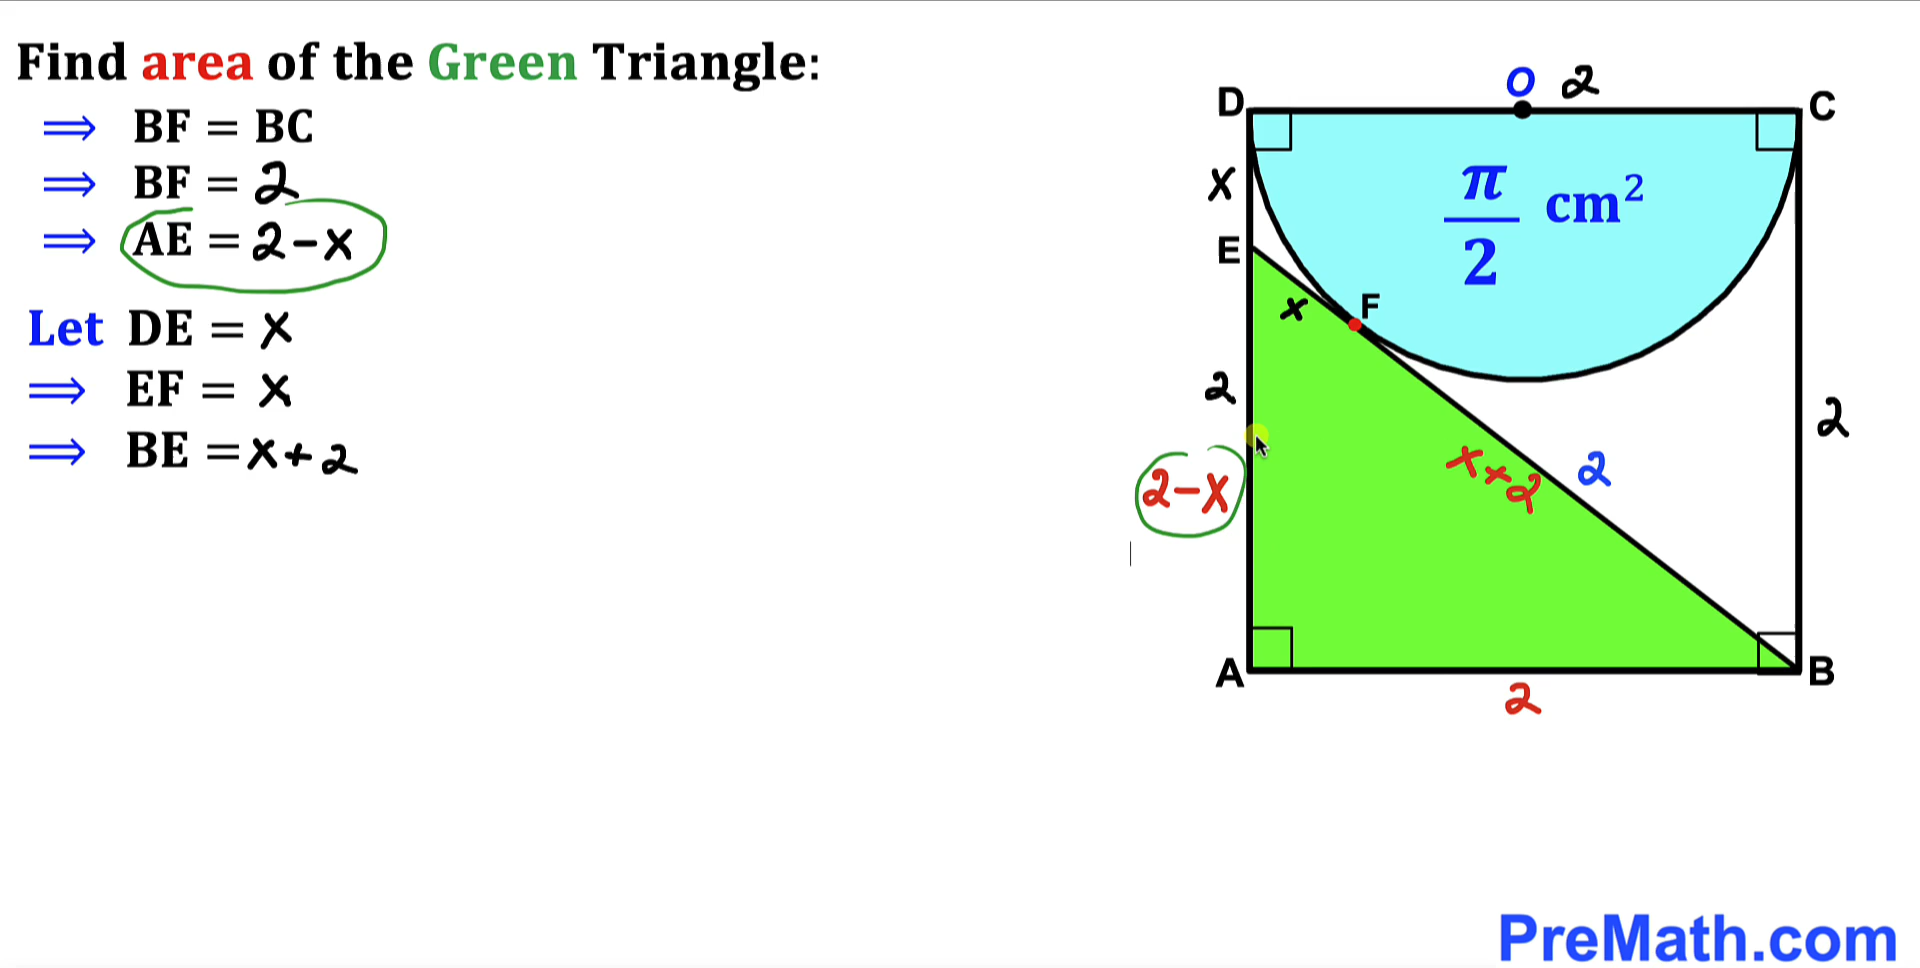 Find area of the Green Triangle:
⟹ BF = BC
⟹ BF = 2
⟹ AE = 2-x
Let DE = x
⟹ EF = x
⟹ BE = x+2
O 2
D C
π/2 cm²
x
E
x F
2
2
2-x
x+2 2
A B
2
PreMath.com